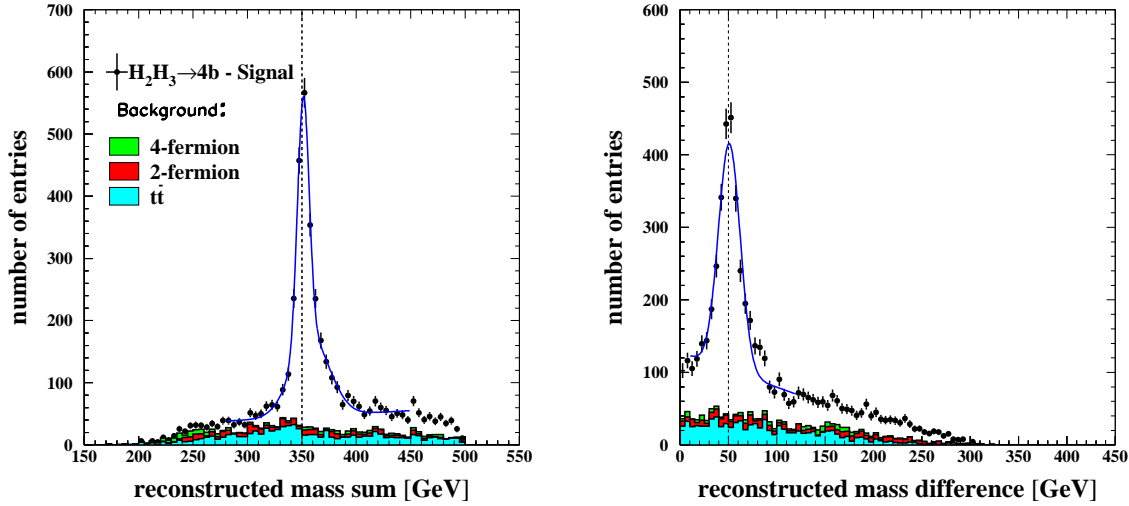 700
600
500
400
300
200
100
0
150 200 250 300 350 400 450 500 550
number of entries
reconstructed mass sum [GeV]
H₂H₃→4b - Signal
Background:
4-fermion
2-fermion
tt̄
600
500
400
300
200
100
0
0 50 100 150 200 250 300 350 400 450
number of entries
reconstructed mass difference [GeV]